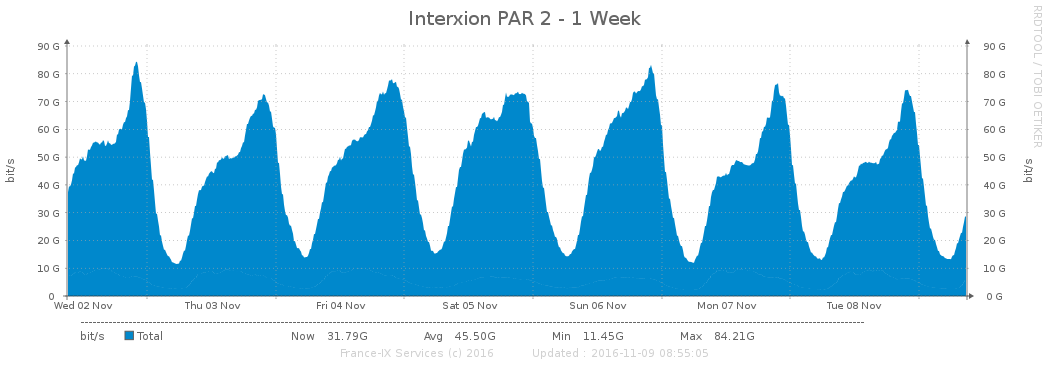 Interxion PAR 2 - 1 Week
RRDTOOL / TOBI OETIKER
90 G 90 G
80 G 80 G
70 G 70 G
60 G 60 G
50 G 50 G
40 G 40 G
30 G 30 G
20 G 20 G
10 G 10 G
0 0 G
bit/s
bit/s
Wed 02 Nov Thu 03 Nov Fri 04 Nov Sat 05 Nov Sun 06 Nov Mon 07 Nov Tue 08 Nov
bit/s Total Now 31.79G Avg 45.50G Min 11.45G Max 84.21G
France-IX Services (c) 2016 Updated : 2016-11-09 08:55:05